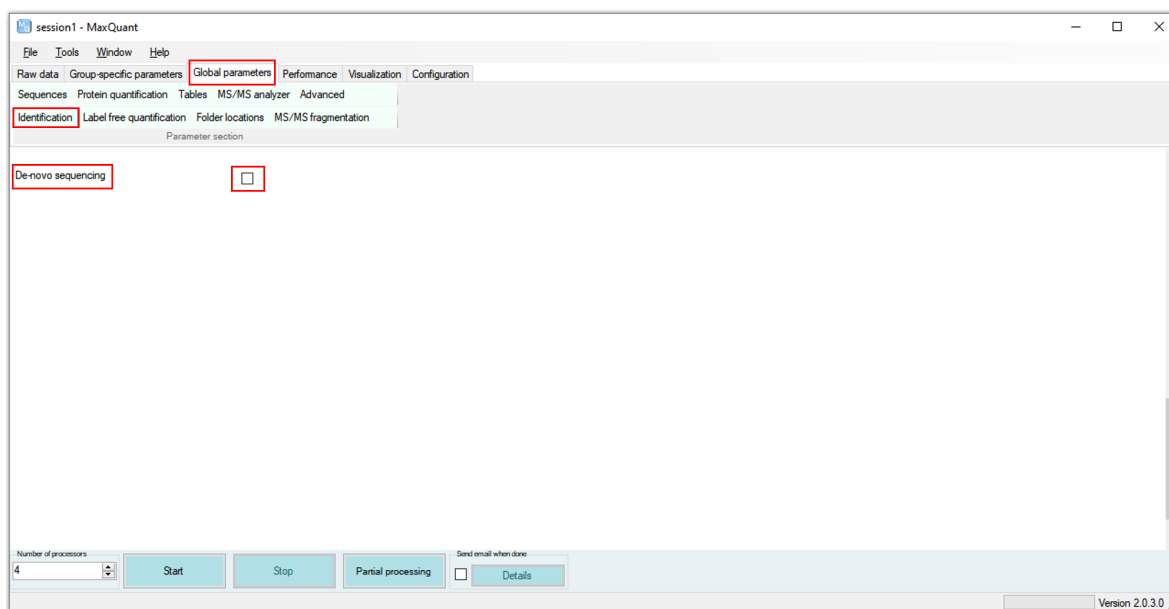 session1 - MaxQuant
File Tools Window Help
Raw data Group-specific parameters Global parameters Performance Visualization Configuration
Sequences Protein quantification Tables MS/MS analyzer Advanced
Identification Label free quantification Folder locations MS/MS fragmentation
Parameter section
De-novo sequencing
Number of processors
Send email when done
4 Start Stop Partial processing Details
Version 2.0.3.0